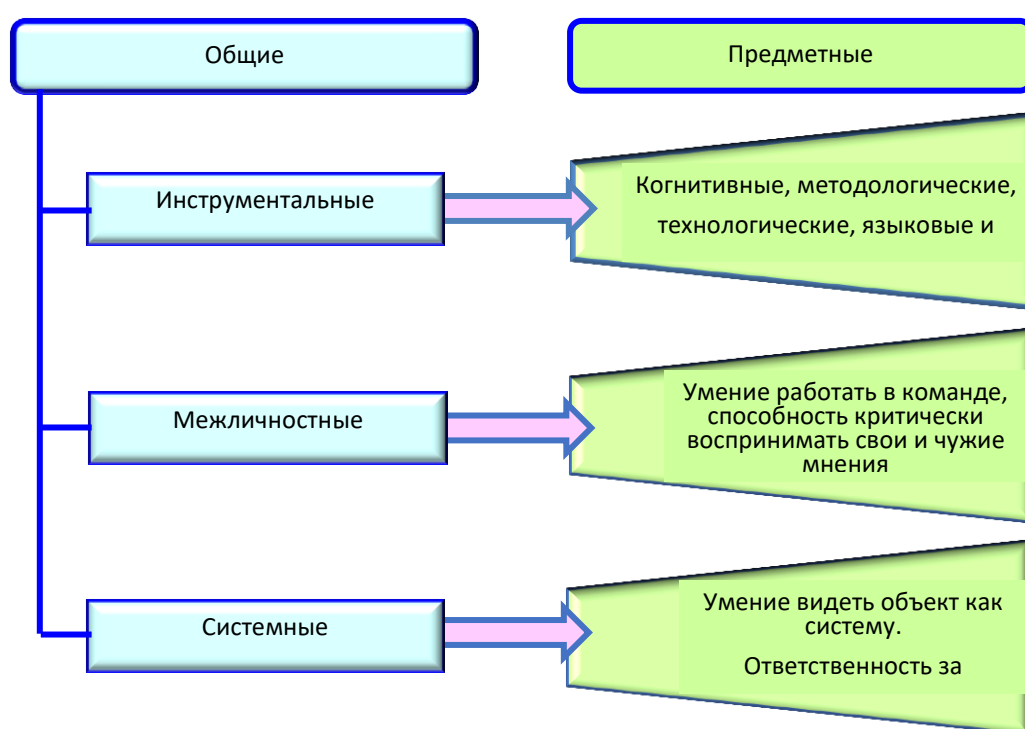 Общие
Предметные
Инструментальные
Когнитивные, методологические,
технологические, языковые и
Межличностные
Умение работать в команде,
способность критически
воспринимать свои и чужие
мнения
Системные
Умение видеть объект как
систему.
Ответственность за